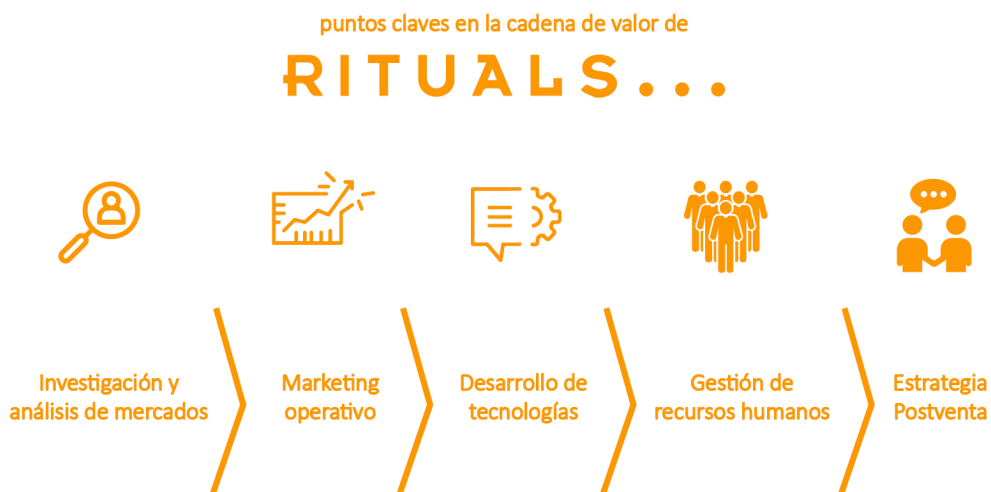 puntos claves en la cadena de valor de
RITUALS...
Investigación y
análisis de mercados
Marketing
operativo
Desarrollo de
tecnologías
Gestión de
recursos humanos
Estrategia
Postventa